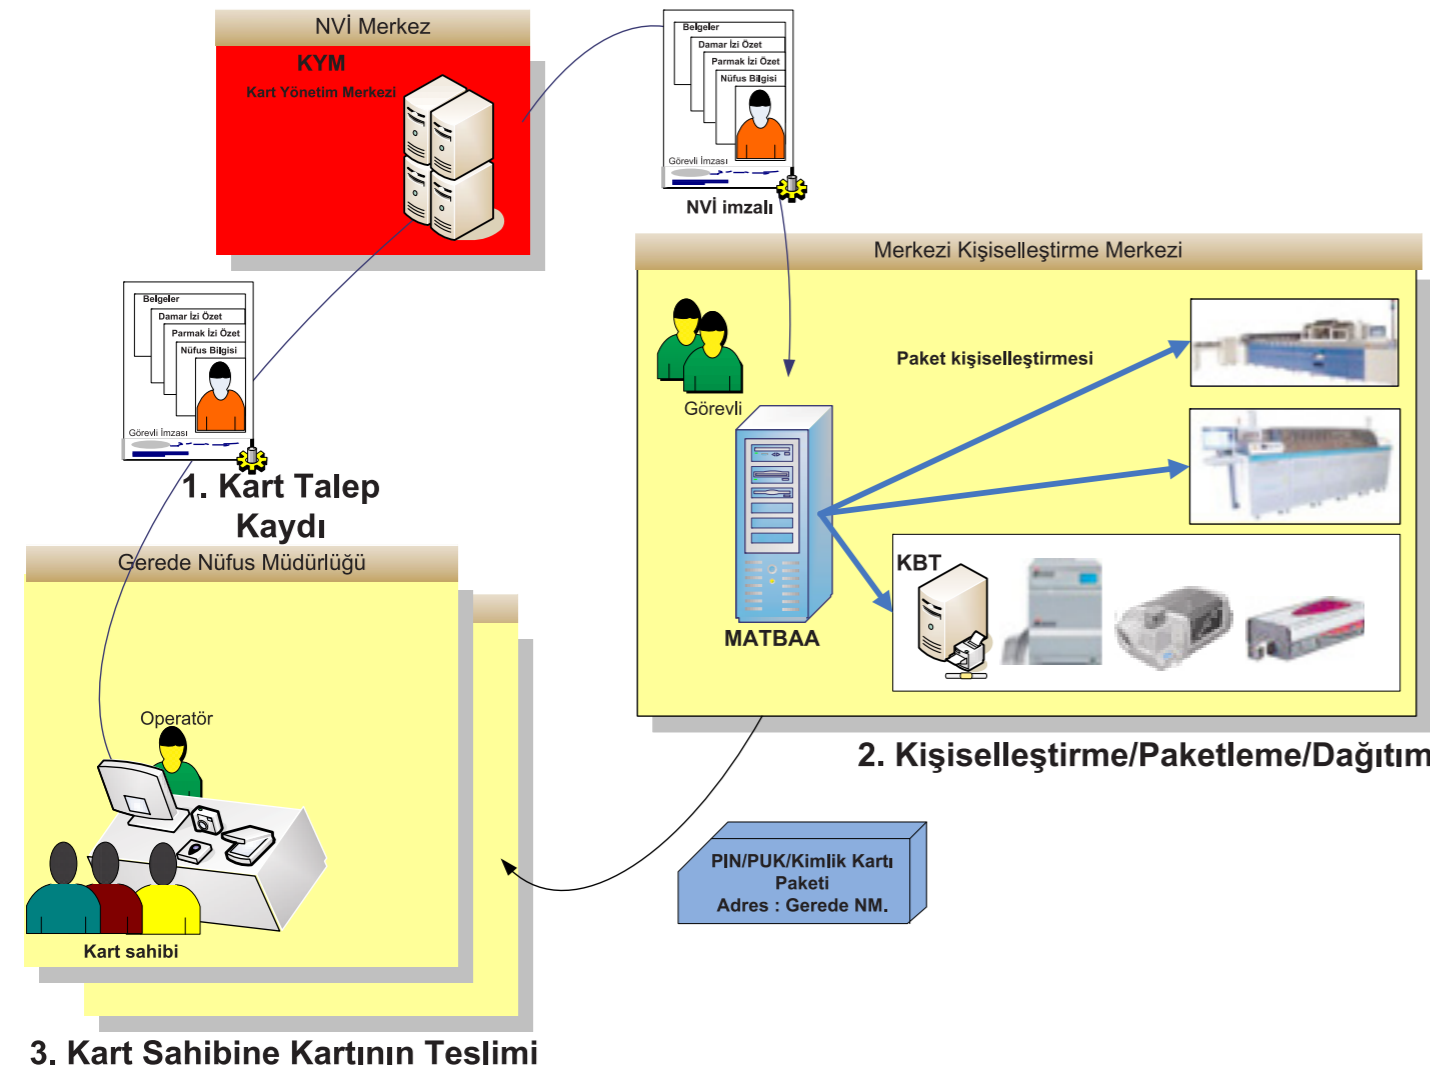 NVİ Merkez
KYM
Kart Yönetim Merkezi
Belgeler
Damar İzi Özet
Parmak İzi Özet
Nüfus Bilgisi
Görevli İmzası
NVİ imzalı
Belgeler
Damar İzi Özet
Parmak İzi Özet
Nüfus Bilgisi
Görevli İmzası
1. Kart Talep
Kaydı
Merkezi Kişiselleştirme Merkezi
Görevli
Paket kişiselleştirmesi
KBT
MATBAA
2. Kişiselleştirme/Paketleme/Dağıtım
Gerede Nüfus Müdürlüğü
Operatör
Kart sahibi
PIN/PUK/Kimlik Kartı
Paketi
Adres : Gerede NM.
3. Kart Sahibine Kartının Teslimi